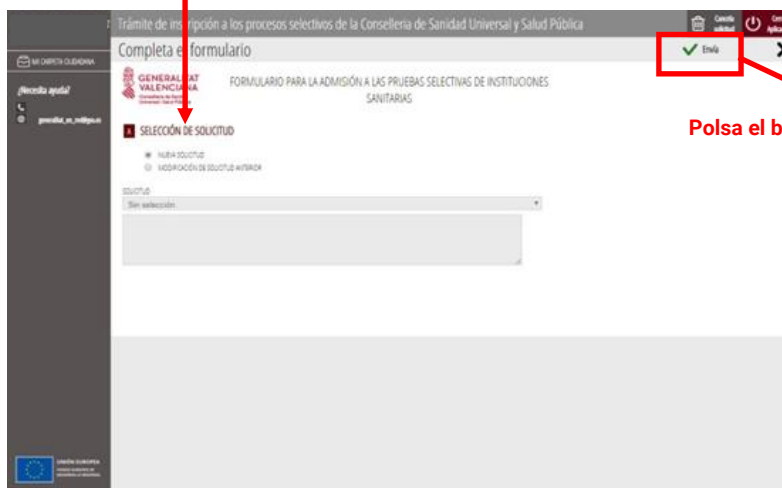 Trámite de inscripción a los procesos selectivos de la Conselleria de Sanidad Universal y Salud Pública
Cancela solicitud
Completa el formulario
Envía
MI CARPETA CIUDADANA
¿Necesita ayuda?
GENERALITAT
VALENCIANA
FORMULARIO PARA LA ADMISIÓN A LAS PRUEBAS SELECTIVAS DE INSTITUCIONES
SANITARIAS
Polsa el b
A SELECCIÓN DE SOLICITUD
NUEVA SOLICITUD
MODIFICACIÓN DE SOLICITUD ANTERIOR
SOLICITUD
Sin selección
UNIÓN EUROPEA